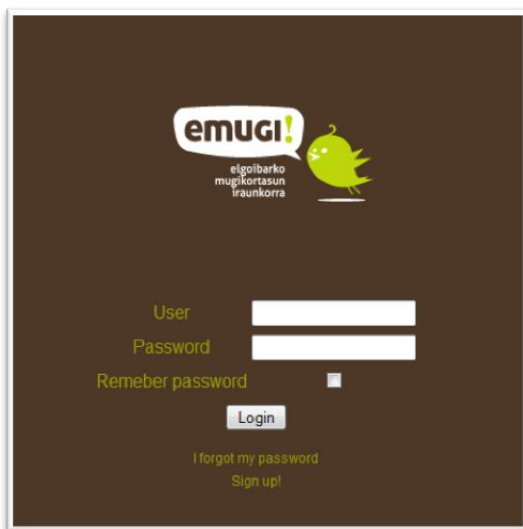 emugi!
elgoibarko
mugikortasun
iraunkorra
User
Password
Remeber password
Login
I forgot my password
Sign up!